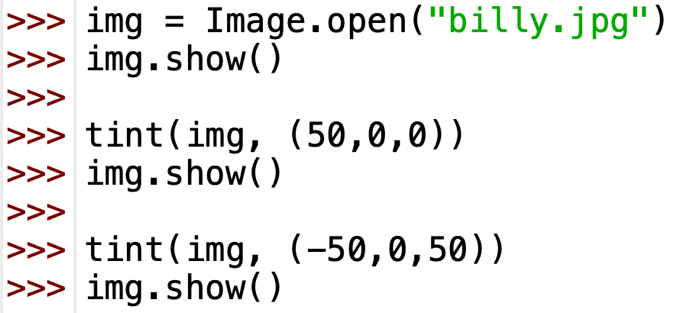 >>> img = Image.open("billy.jpg")
>>> img.show()
>>>
>>> tint(img, (50,0,0))
>>> img.show()
>>>
>>> tint(img, (-50,0,50))
>>> img.show()